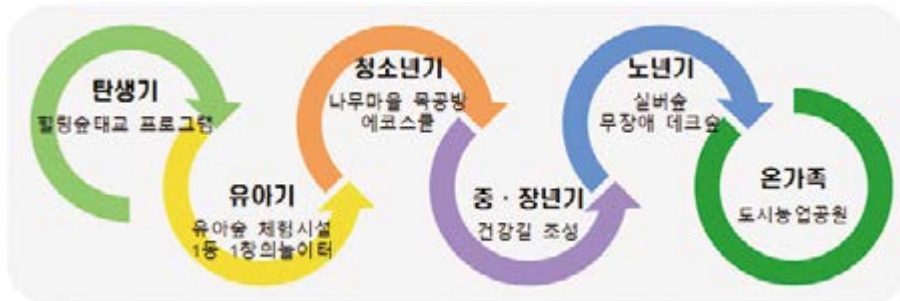 탄생기
힐링숲태교 프로그램
유아기
유아숲 체험시설
1동 1창의놀이터
청소년기
나무마을 목공방
에코스쿨
중 · 장년기
건강길 조성
노년기
실버숲
무장애 데크숲
온가족
도시농업공원